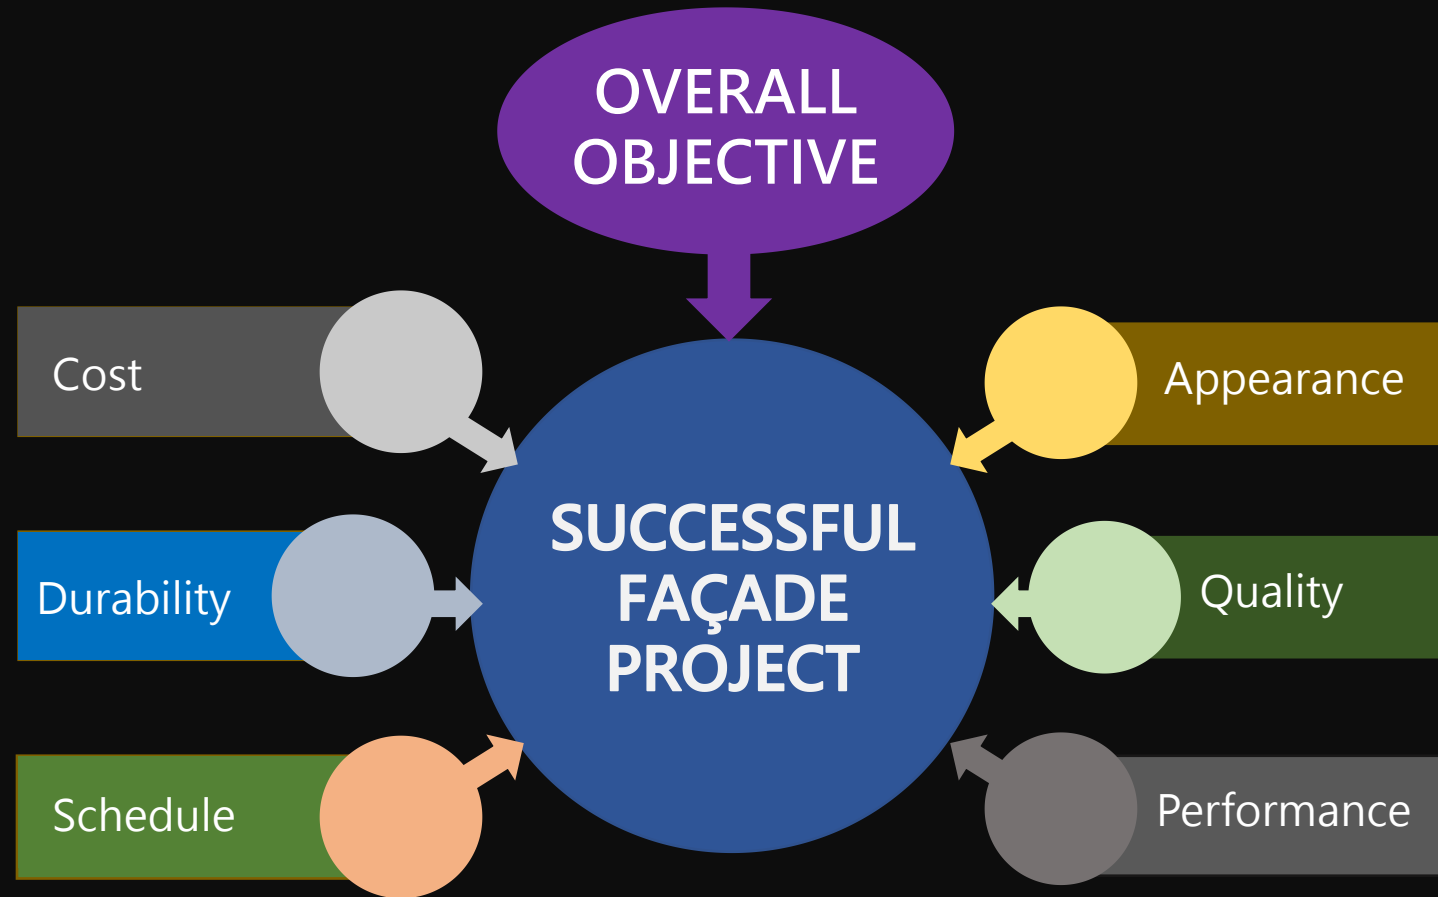 OVERALL
OBJECTIVE
Cost
Appearance
SUCCESSFUL
FAÇADE
PROJECT
Durability
Quality
Schedule
Performance